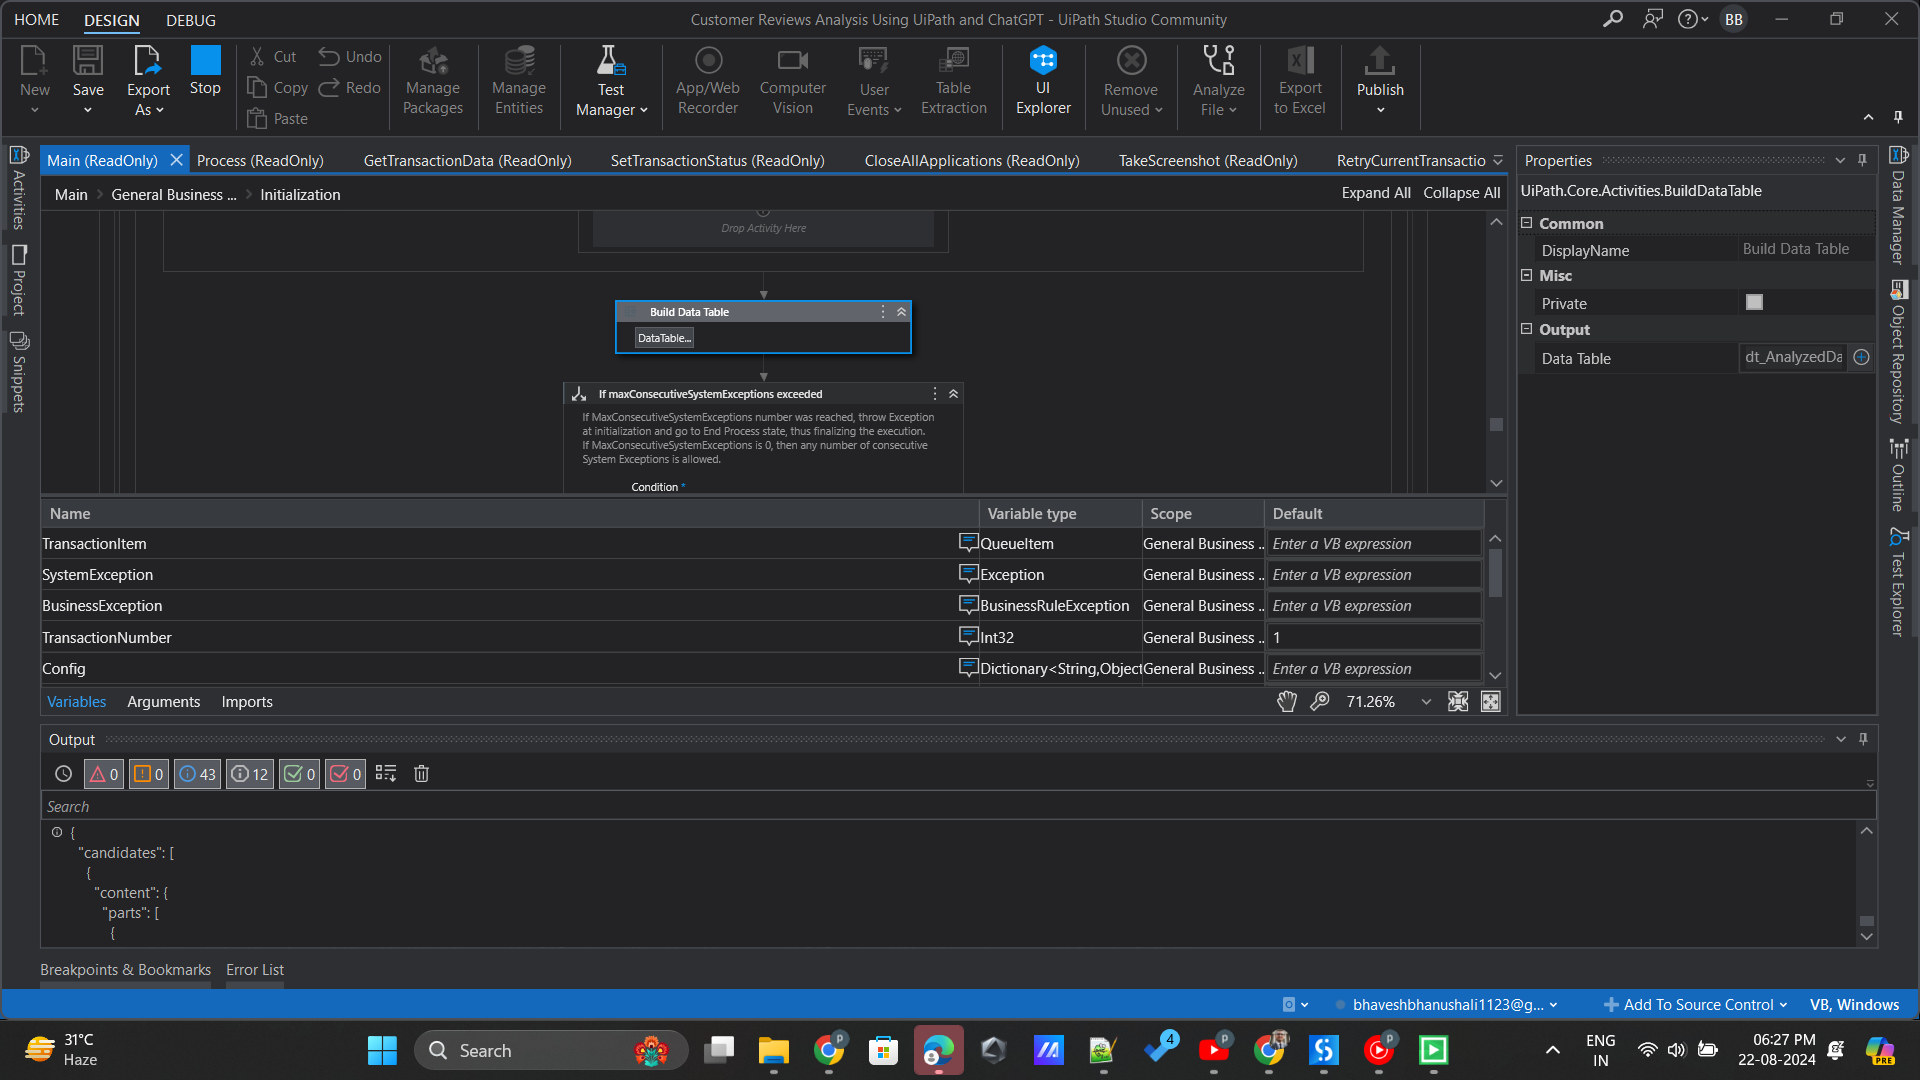 HOME
DESIGN
DEBUG
Customer Reviews Analysis Using UiPath and ChatGPT - UiPath Studio Community
BB
New
Save
Export
As
Stop
Cut
Copy
Paste
Undo
Redo
Manage
Packages
Manage
Entities
Test
Manager
App/Web
Recorder
Computer
Vision
User
Events
Table
Extraction
UI
Explorer
Remove
Unused
Analyze
File
Export
to Excel
Publish
Activities
Project
Snippets
Main (ReadOnly)
Process (ReadOnly)
GetTransactionData (ReadOnly)
SetTransactionStatus (ReadOnly)
CloseAllApplications (ReadOnly)
TakeScreenshot (ReadOnly)
RetryCurrentTransactio
Main
General Business ...
Initialization
Expand All
Collapse All
Drop Activity Here
Build Data Table
DataTable...
If maxConsecutiveSystemExceptions exceeded
If MaxConsecutiveSystemExceptions number was reached, throw Exception
at initialization and go to End Process state, thus finalizing the execution.
If MaxConsecutiveSystemExceptions is 0, then any number of consecutive
System Exceptions is allowed.
Condition *
Name Variable type Scope Default
TransactionItem QueueItem General Business .. Enter a VB expression
SystemException Exception General Business .. Enter a VB expression
BusinessException BusinessRuleException General Business .. Enter a VB expression
TransactionNumber Int32 General Business .. 1
Config Dictionary<String,Object General Business .. Enter a VB expression
Variables
Arguments
Imports
71.26%
Properties
UiPath.Core.Activities.BuildDataTable
Common
DisplayName Build Data Table
Misc
Private
Output
Data Table dt_AnalyzedDa
Data Manager
Object Repository
Outline
Test Explorer
Output
0
0
43
12
0
0
Search
{
"candidates": [
{
"content": {
"parts": [
{
Breakpoints & Bookmarks
Error List
bhaveshbhanushali1123@g...
Add To Source Control
VB, Windows
31°C
Haze
Search
P
4
P
P
PRE
ENG
IN
06:27 PM
22-08-2024